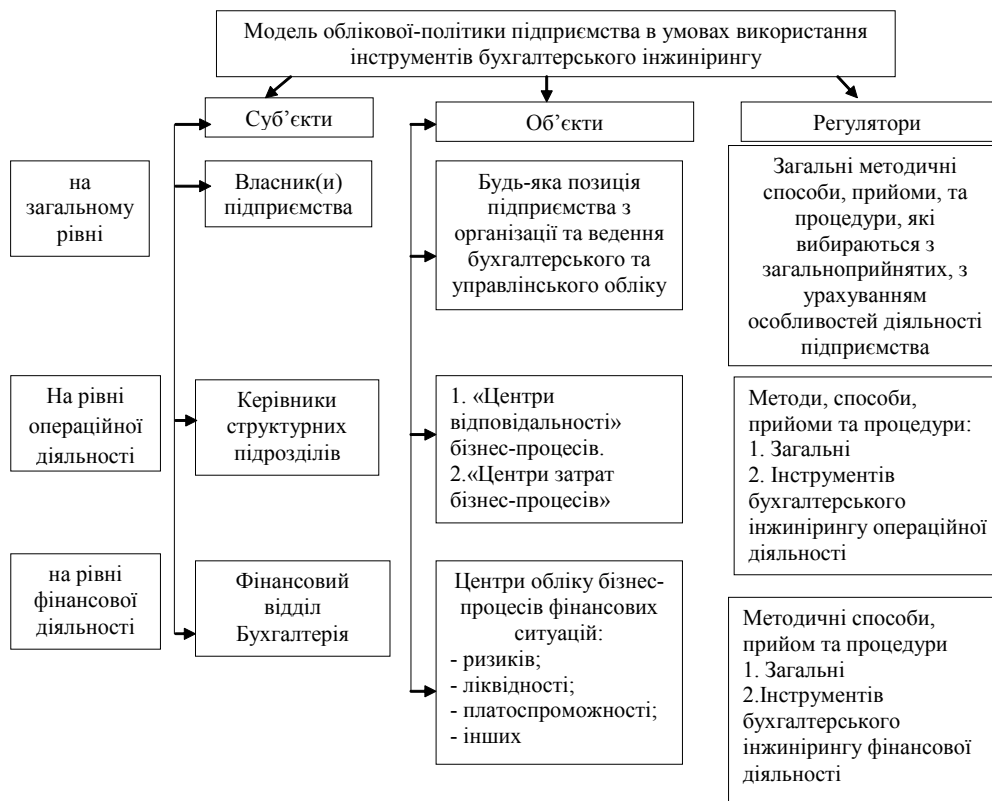 Модель облікової-політики підприємства в умовах використання
інструментів бухгалтерського інжинірингу
Суб’єкти
Об’єкти
Регулятори
на
загальному
рівні
Власник(и)
підприємства
Будь-яка позиція
підприємства з
організації та ведення
бухгалтерського та
управлінського обліку
Загальні методичні
способи, прийоми, та
процедури, які
вибираються з
загальноприйнятих, з
урахуванням
особливостей діяльності
підприємства
На рівні
операційної
діяльності
Керівники
структурних
підрозділів
1. «Центри
відповідальності»
бізнес-процесів.
2.«Центри затрат
бізнес-процесів»
Методи, способи,
прийоми та процедури:
1. Загальні
2. Інструментів
бухгалтерського
інжинірингу операційної
діяльності
на рівні
фінансової
діяльності
Фінансовий
відділ
Бухгалтерія
Центри обліку бізнес-
процесів фінансових
ситуацій:
- ризиків;
- ліквідності;
- платоспроможності;
- інших
Методичні способи,
прийом та процедури
1. Загальні
2.Інструментів
бухгалтерського
інжинірингу фінансової
діяльності